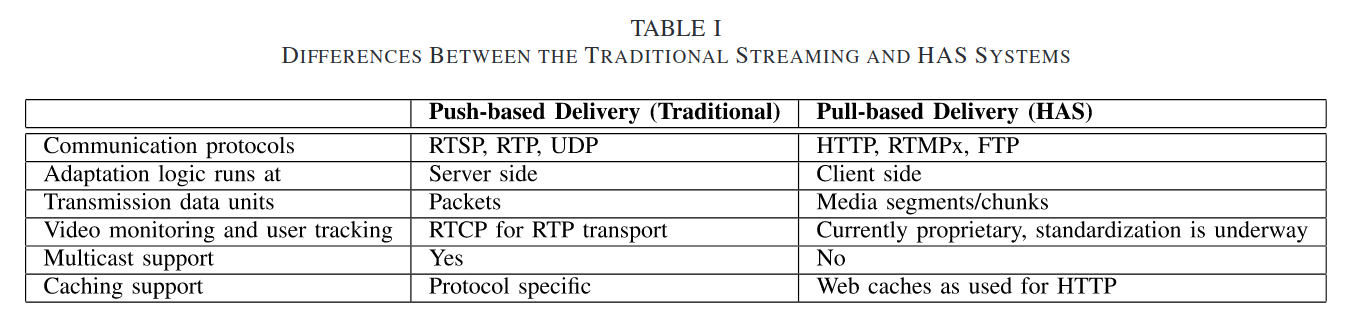 TABLE I
DIFFERENCES BETWEEN THE TRADITIONAL STREAMING AND HAS SYSTEMS
Push-based Delivery (Traditional) Pull-based Delivery (HAS)
Communication protocols RTSP, RTP, UDP HTTP, RTMPx, FTP
Adaptation logic runs at Server side Client side
Transmission data units Packets Media segments/chunks
Video monitoring and user tracking RTCP for RTP transport Currently proprietary, standardization is underway
Multicast support Yes No
Caching support Protocol specific Web caches as used for HTTP